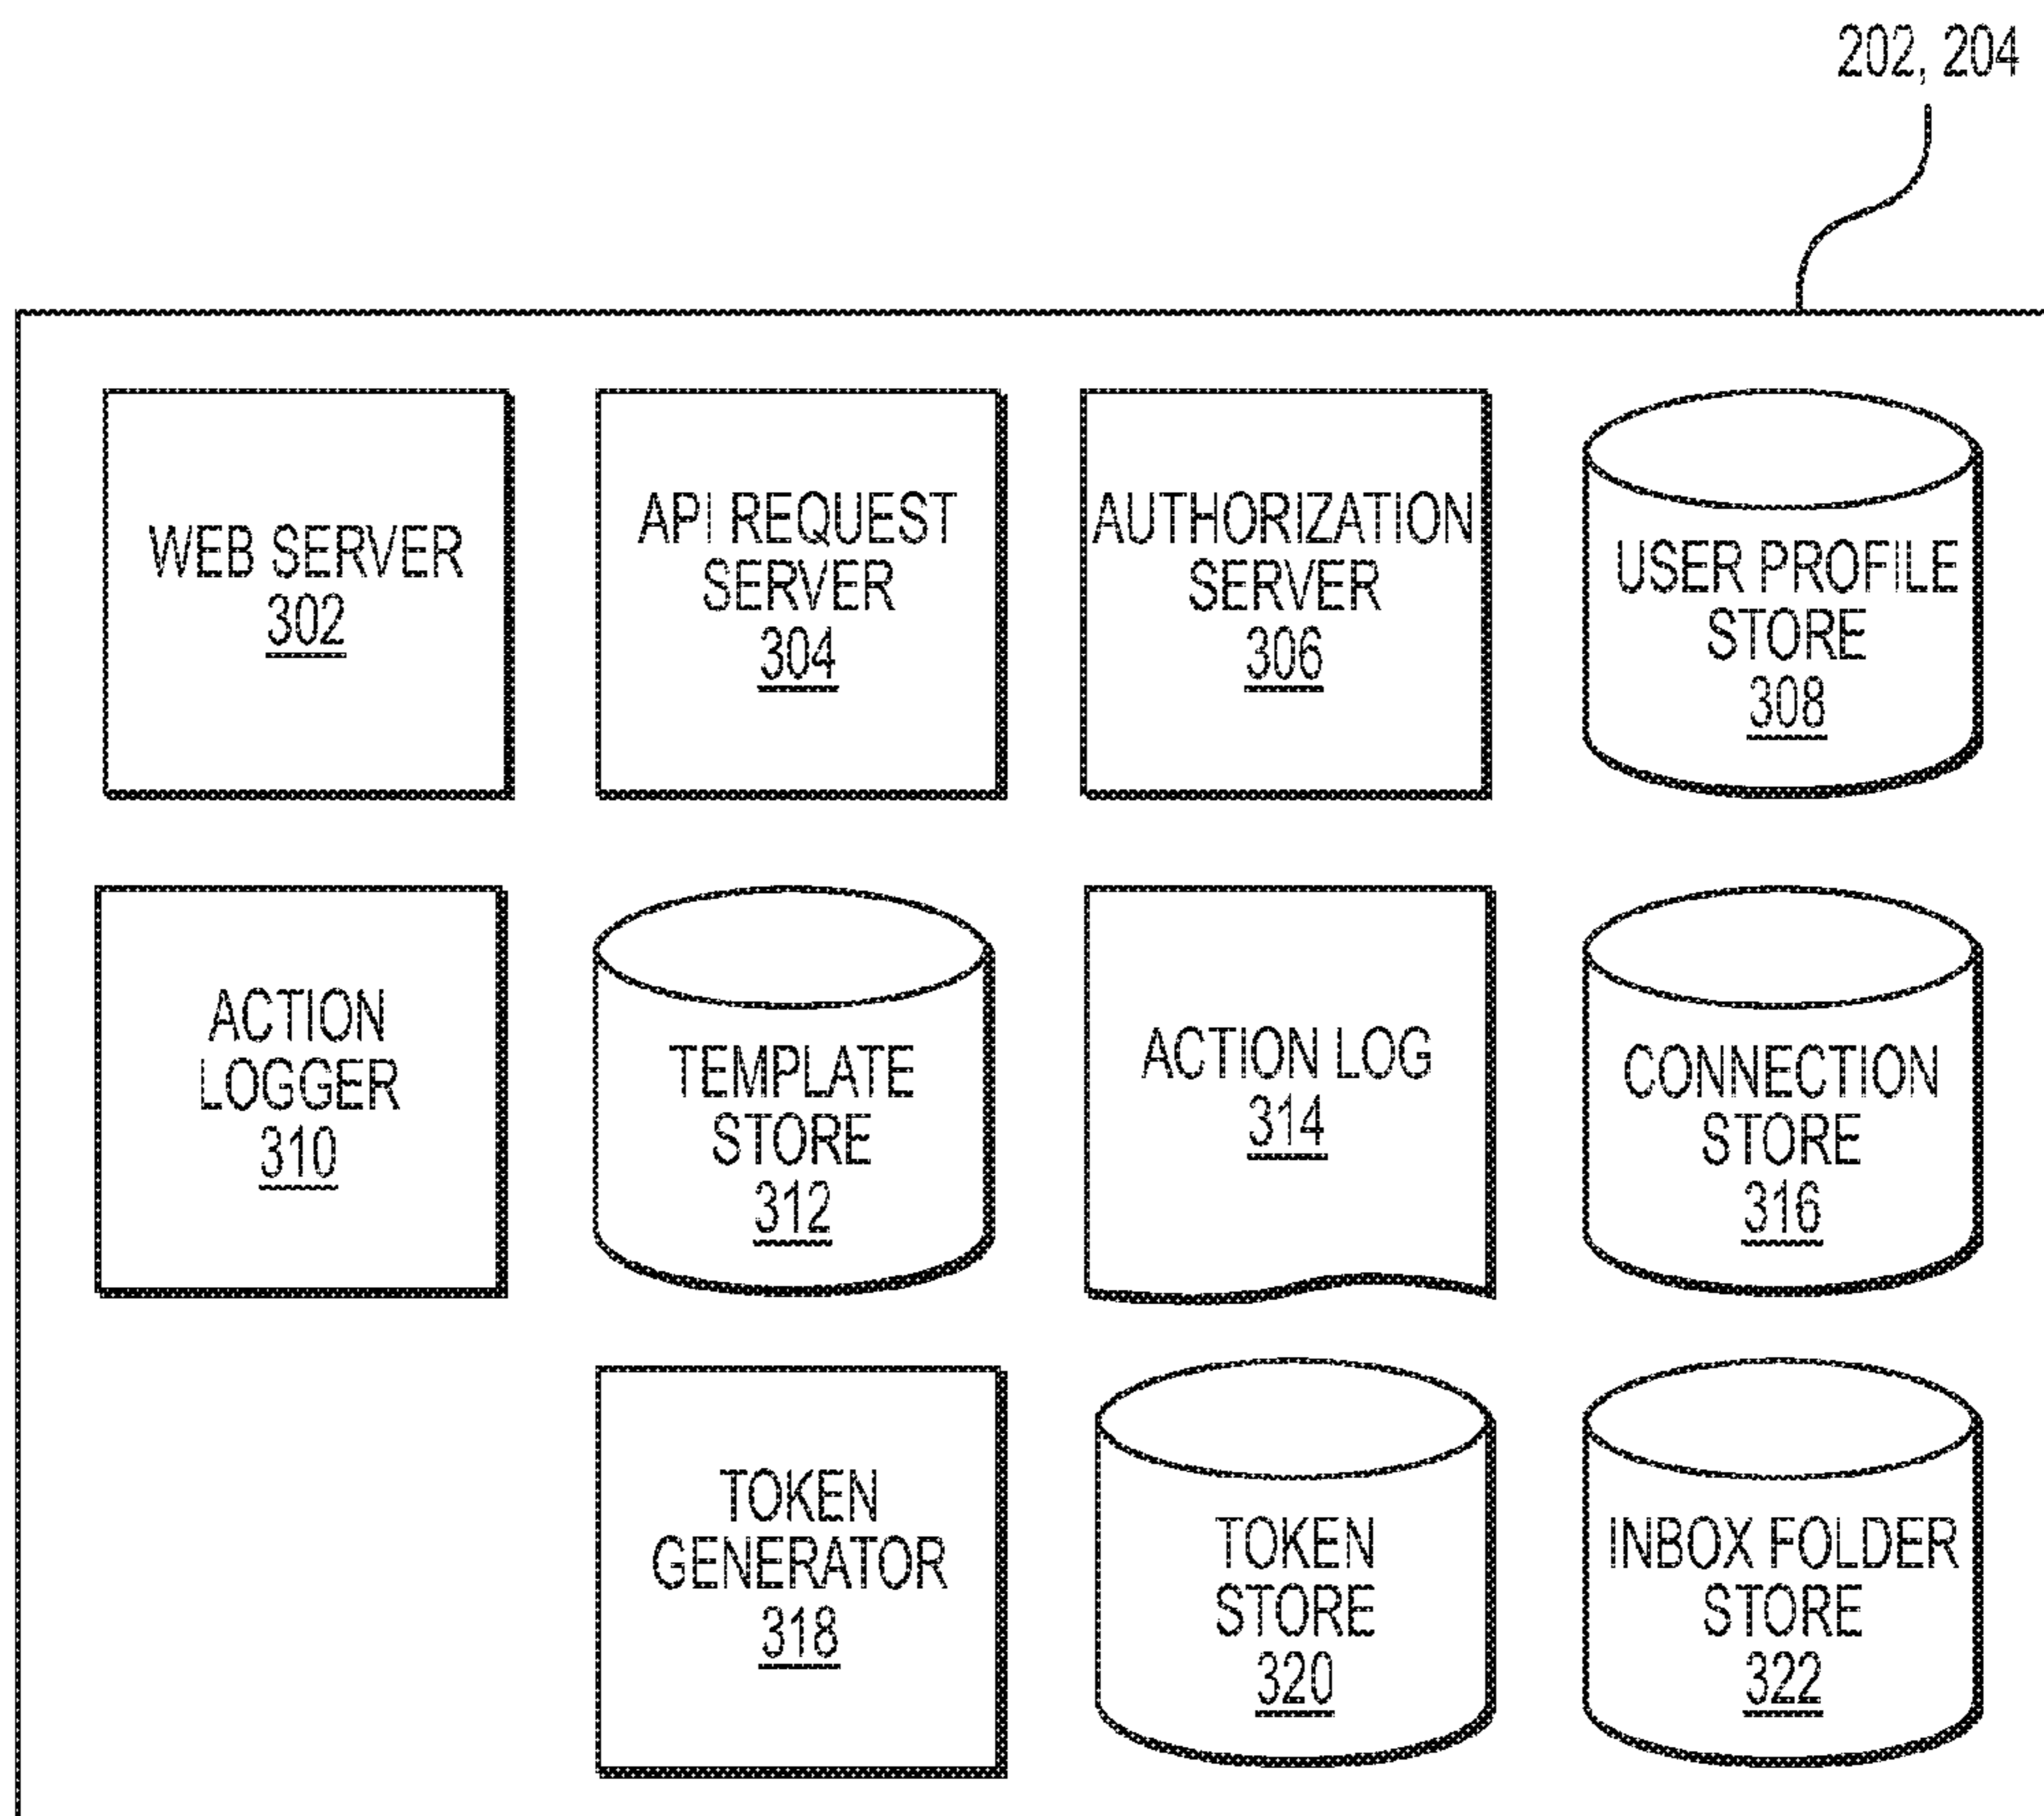 202, 204
WEB SERVER
302
API REQUEST
SERVER
304
AUTHORIZATION
SERVER
306
USER PROFILE
STORE
308
ACTION
LOGGER
310
TEMPLATE
STORE
312
ACTION LOG
314
CONNECTION
STORE
316
TOKEN
GENERATOR
318
TOKEN
STORE
320
INBOX FOLDER
STORE
322